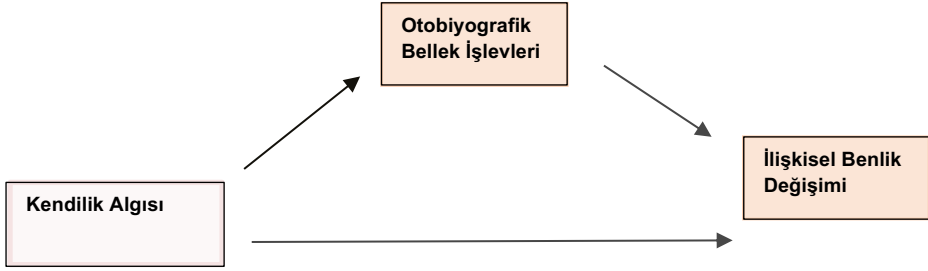 Otobiyografik
Bellek İşlevleri
İlişkisel Benlik
Değişimi
Kendilik Algısı